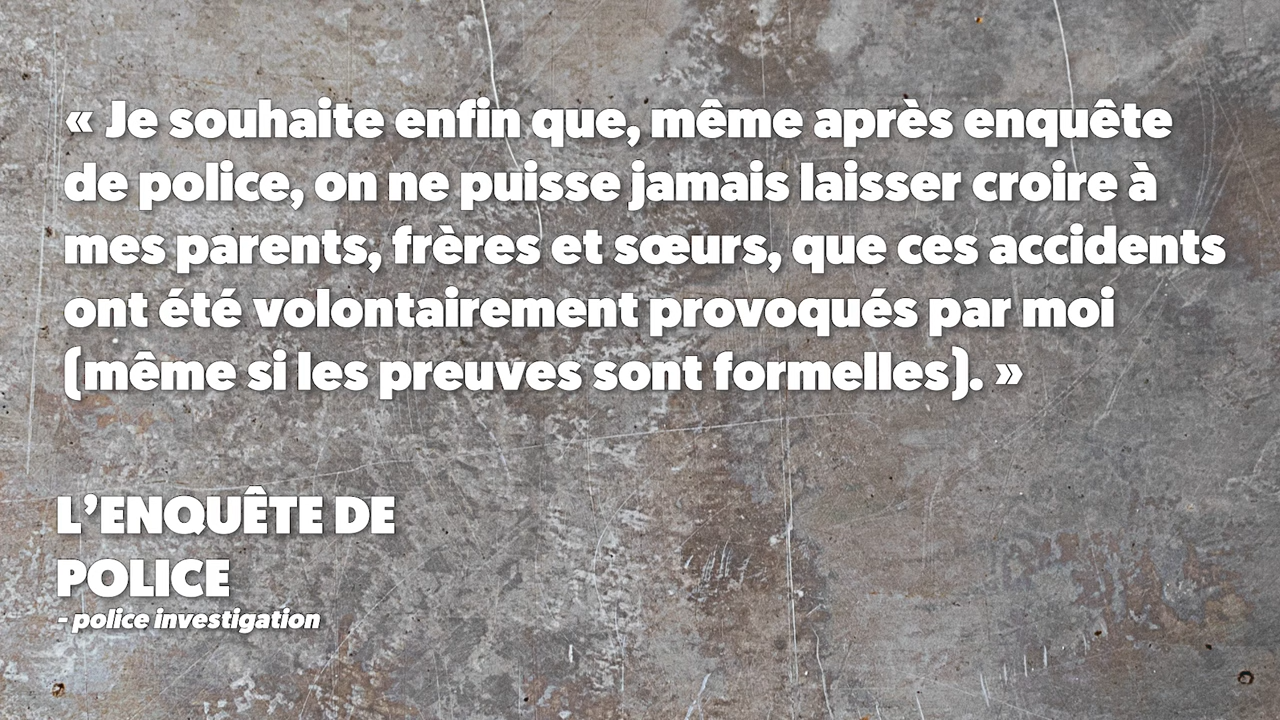 « Je souhaite enfin que, même après enquête
de police, on ne puisse jamais laisser croire à
mes parents, frères et sœurs, que ces accidents
ont été volontairement provoqués par moi
(même si les preuves sont formelles). »
L’ENQUÊTE DE
POLICE
- police investigation